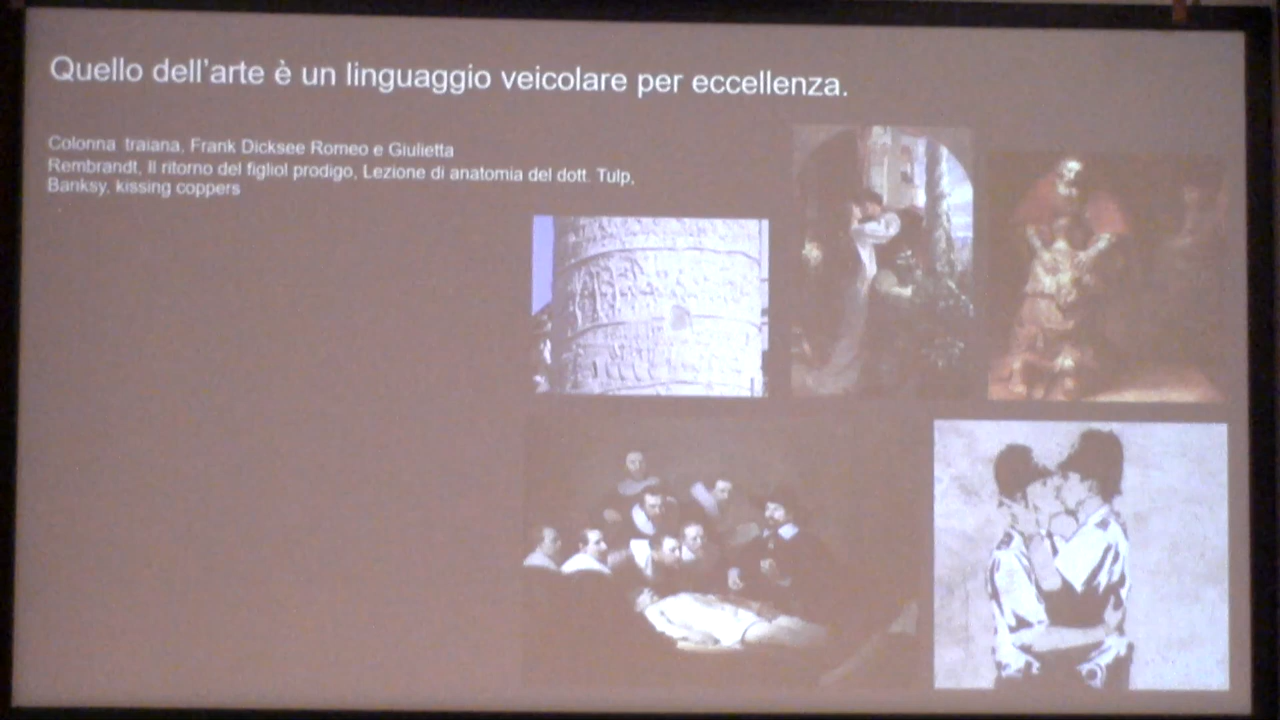 Quello dell'arte è un linguaggio veicolare per eccellenza.
Colonna traiana, Frank Dicksee Romeo e Giulietta
Rembrandt, Il ritorno del figliol prodigo, Lezione di anatomia del dott. Tulp,
Banksy, kissing coppers